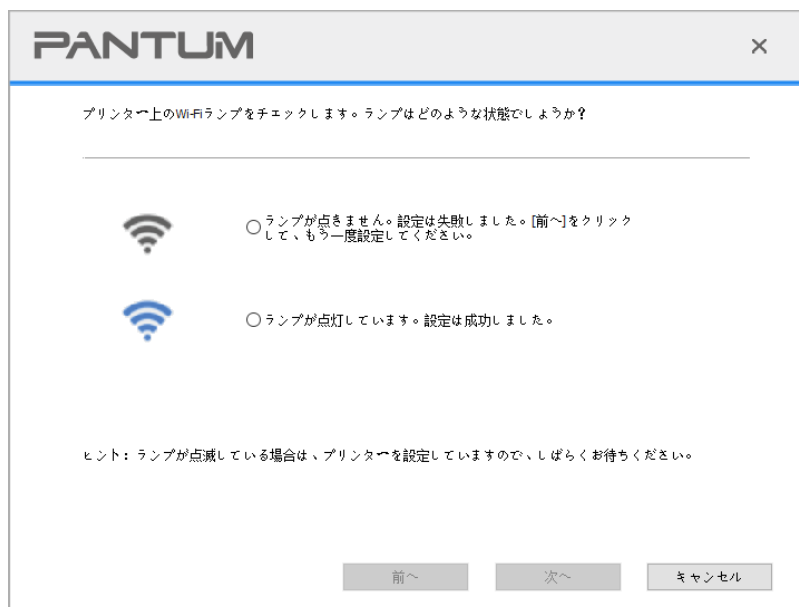 PANTUM
プリンター上のWi-Fiランプをチェックします。ランプはどのような状態でしょうか?
ランプが点きません。設定は失敗しました。[前へ]をクリック
して、もう一度設定してください。
ランプが点灯しています。設定は成功しました。
ヒント：ランプが点滅している場合は、プリンターを設定していますので、しばらくお待ちください。
前へ
次へ
キャンセル